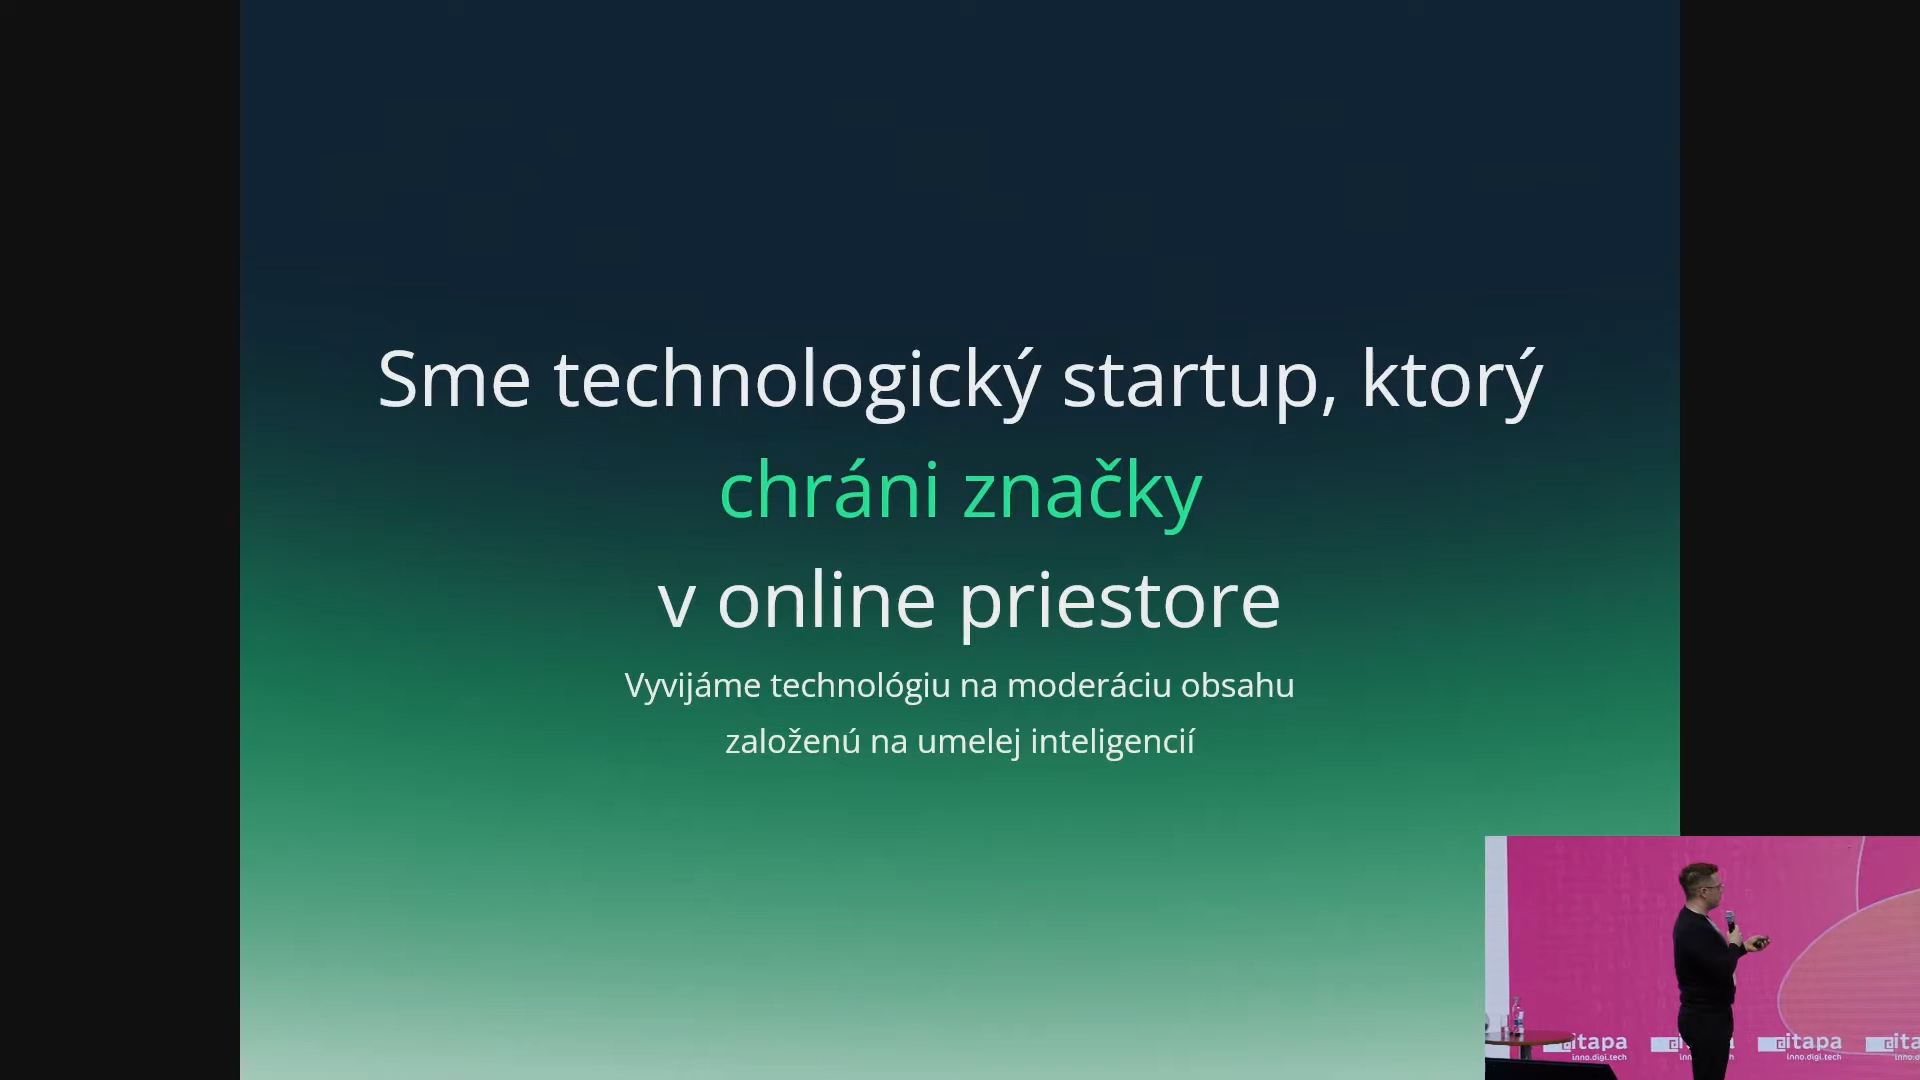 Sme technologický startup, ktorý
chráni značky
v online priestore
Vyvijáme technológiu na moderáciu obsahu
založenú na umelej inteligencií
itapa
inno.digi.tech
itapa
inno.digi.tech